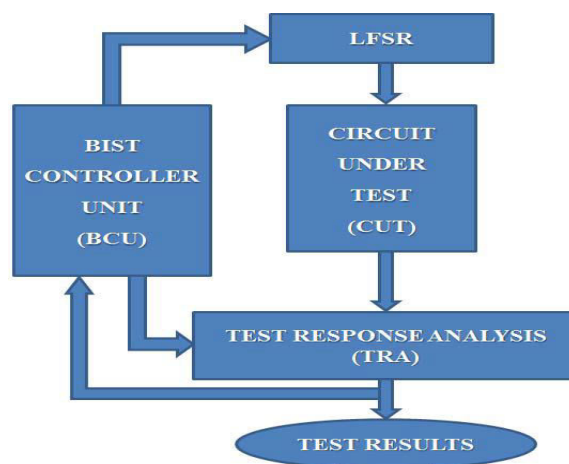 LFSR
BIST
CONTROLLER
UNIT
(BCU)
CIRCUIT
UNDER
TEST
(CUT)
TEST RESPONSE ANALYSIS
(TRA)
TEST RESULTS